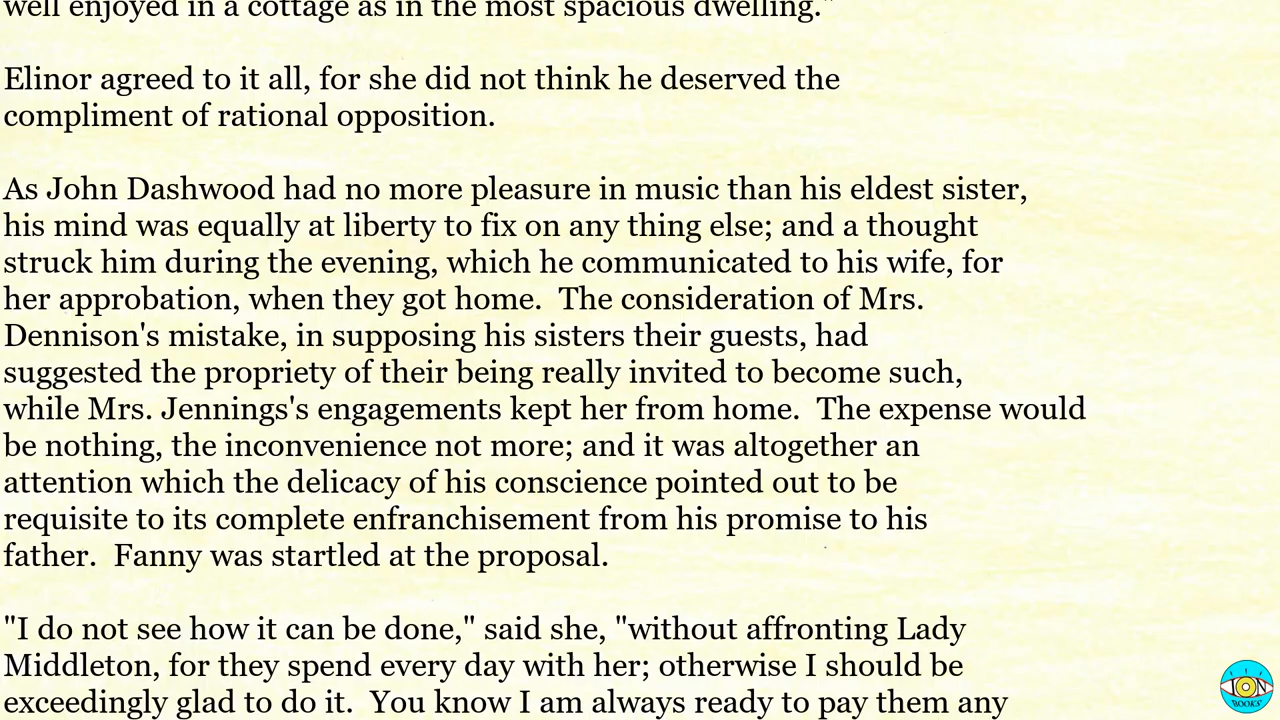 well enjoyed in a cottage as in the most spacious dwelling."
Elinor agreed to it all, for she did not think he deserved the
compliment of rational opposition.
As John Dashwood had no more pleasure in music than his eldest sister,
his mind was equally at liberty to fix on any thing else; and a thought
struck him during the evening, which he communicated to his wife, for
her approbation, when they got home.  The consideration of Mrs.
Dennison's mistake, in supposing his sisters their guests, had
suggested the propriety of their being really invited to become such,
while Mrs. Jennings's engagements kept her from home.  The expense would
be nothing, the inconvenience not more; and it was altogether an
attention which the delicacy of his conscience pointed out to be
requisite to its complete enfranchisement from his promise to his
father.  Fanny was startled at the proposal.
"I do not see how it can be done," said she, "without affronting Lady
Middleton, for they spend every day with her; otherwise I should be
exceedingly glad to do it.  You know I am always ready to pay them any
ION
BOOKS